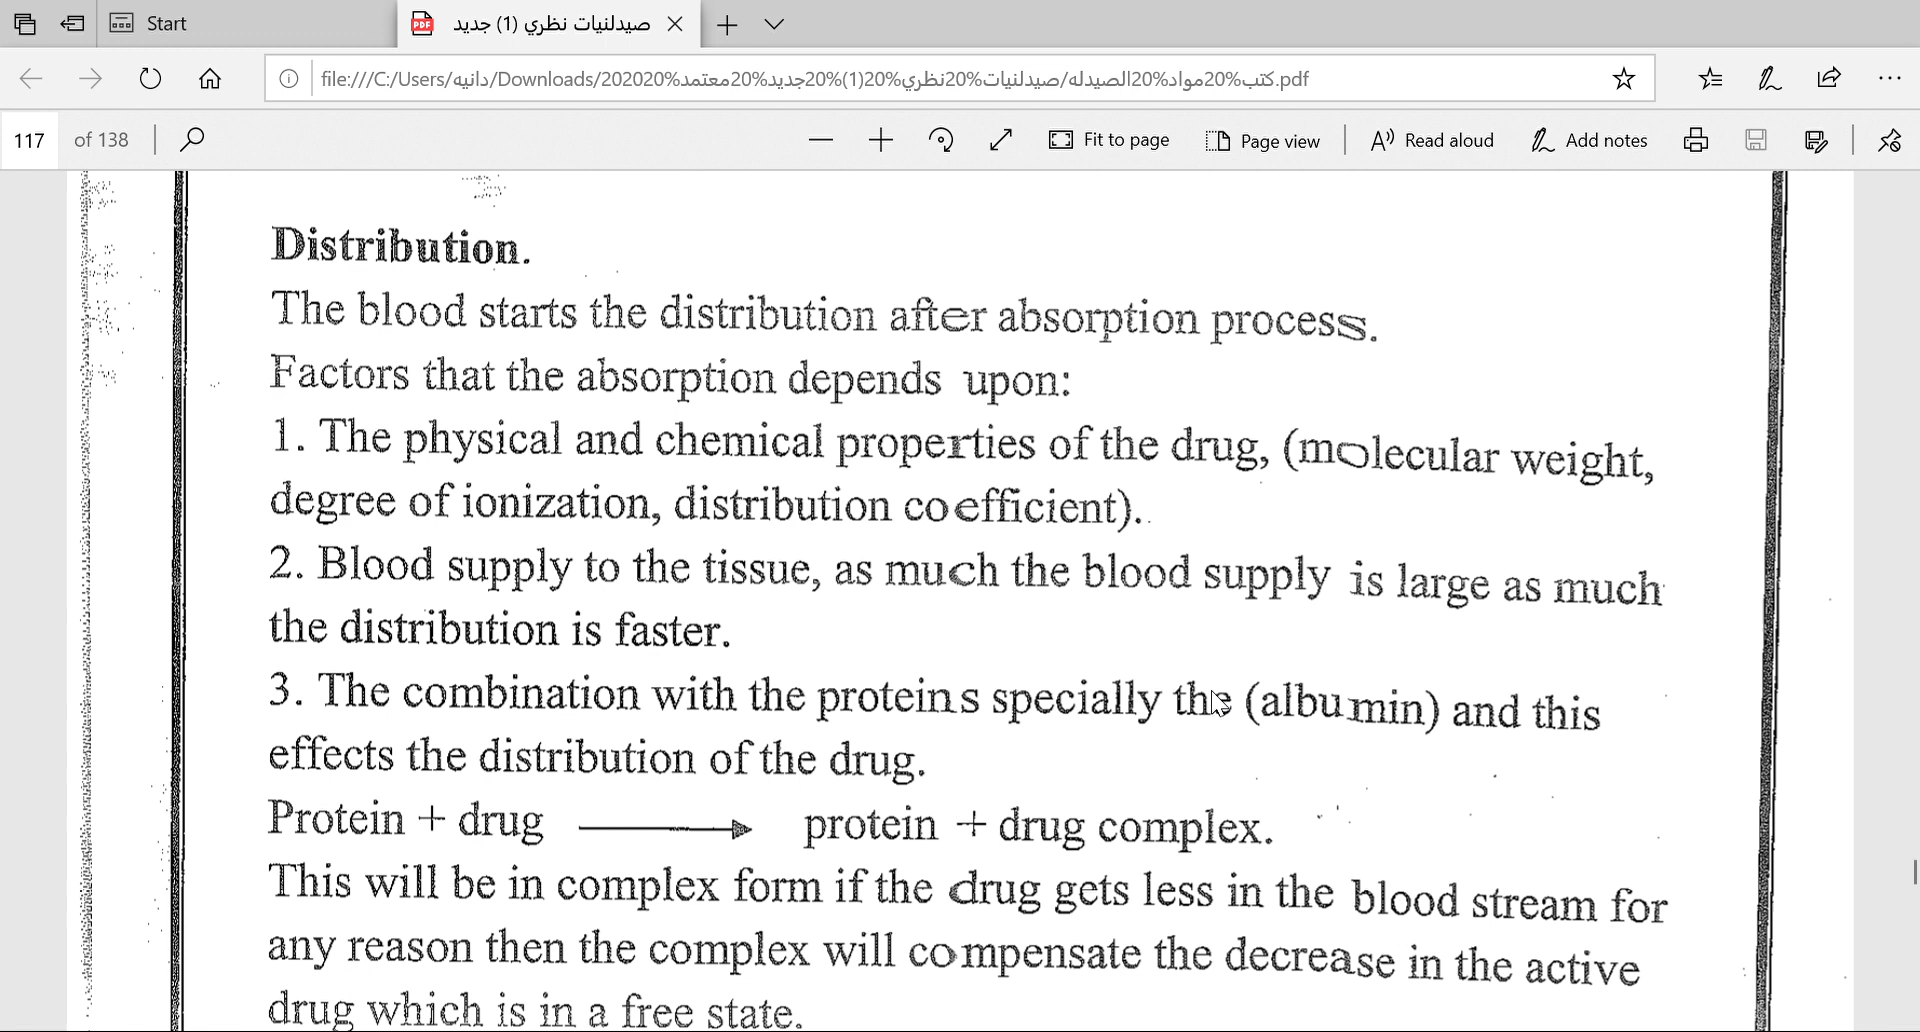 Start
صيدلنيات نظري (1) جديد
file:///C:/Users/دانيه/Downloads/202020%كتب%20مواد%20الصيدله/صيدلنيات%20نظري%20(1)%20جديد%20معتمد.pdf
117 of 138
Fit to page
Page view
Read aloud
Add notes
Distribution.
The blood starts the distribution after absorption process.
Factors that the absorption depends upon:
1. The physical and chemical properties of the drug, (molecular weight,
degree of ionization, distribution coefficient).
2. Blood supply to the tissue, as much the blood supply is large as much
the distribution is faster.
3. The combination with the proteins specially the (albumin) and this
effects the distribution of the drug.
Protein + drug → protein + drug complex.
This will be in complex form if the drug gets less in the blood stream for
any reason then the complex will compensate the decrease in the active
drug which is in a free state.